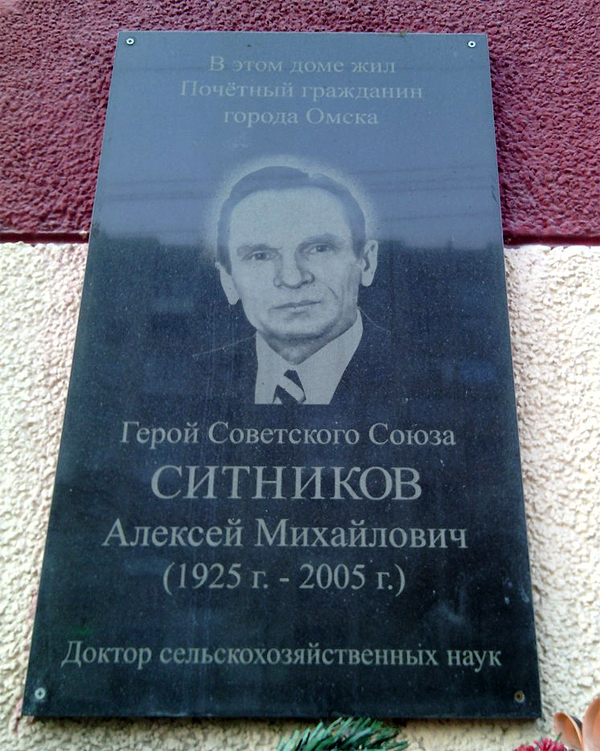 В этом доме жил
Почётный гражданин
города Омска
Герой Советского Союза
СИТНИКОВ
Алексей Михайлович
(1925 г. - 2005 г.)
Доктор сельскохозяйственных наук